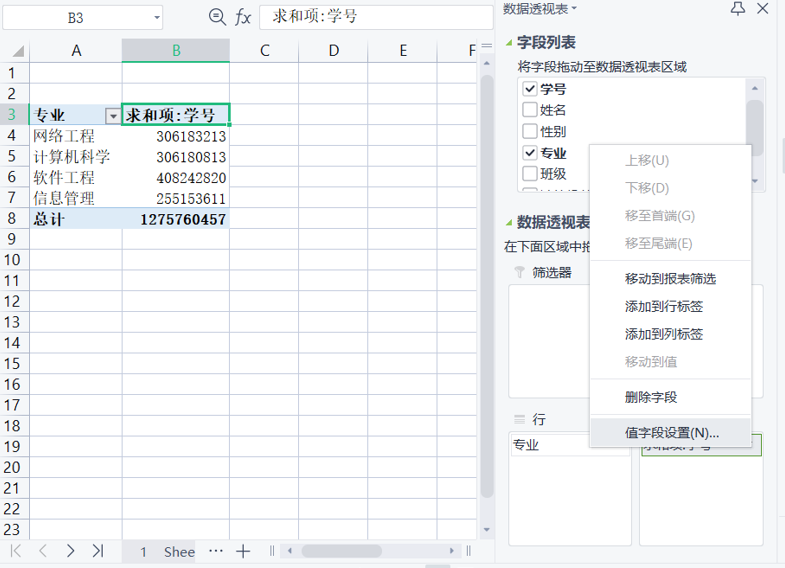 B3
fx
求和项:学号
数据透视表
A B C D E F
1
2
3 专业 求和项:学号
4 网络工程 306183213
5 计算机科学 306180813
6 软件工程 408242820
7 信息管理 255153611
8 总计 1275760457
9
10
11
12
13
14
15
16
17
18
19
20
21
22
23
1 Shee ··· +
字段列表
将字段拖动至数据透视表区域
学号
姓名
性别
专业
班级
数据透视表
在下面区域中
筛选器
行
专业
上移(U)
下移(D)
移至首端(G)
移至尾端(E)
移动到报表筛选
添加到行标签
添加到列标签
移动到值
删除字段
值字段设置(N)...